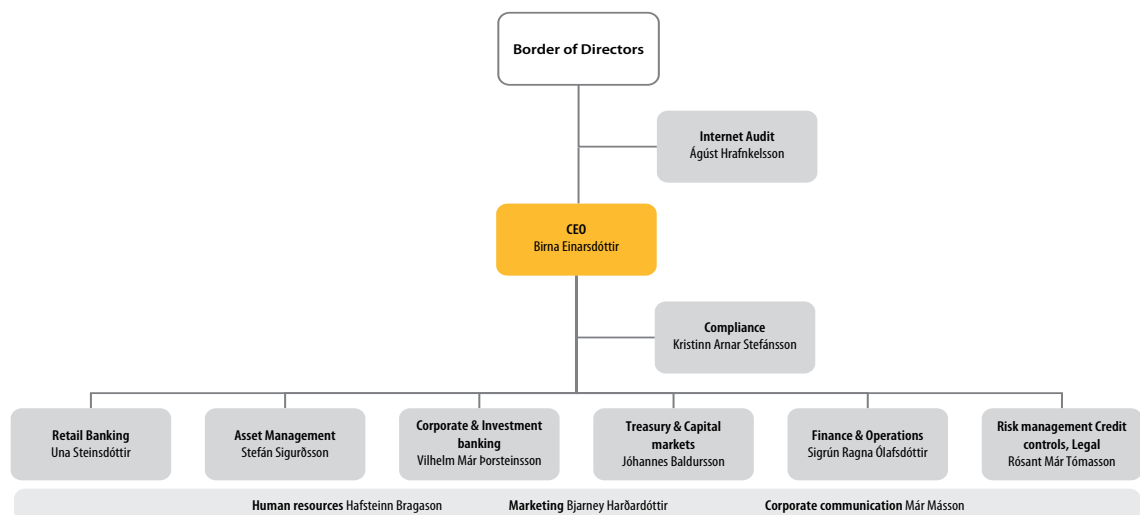 Border of Directors
Internet Audit
Ágúst Hrafnkelsson
CEO
Birna Einarsdóttir
Compliance
Kristinn Arnar Stefánsson
Retail Banking
Una Steinsdóttir
Asset Management
Stefán Sigurðsson
Corporate & Investment
banking
Vilhelm Már Þorsteinsson
Treasury & Capital
markets
Jóhannes Baldursson
Finance & Operations
Sigrún Ragna Ólafsdóttir
Risk management Credit
controls, Legal
Rósant Már Tómasson
Human resources Hafsteinn Bragason
Marketing Bjarney Harðardóttir
Corporate communication Már Másson